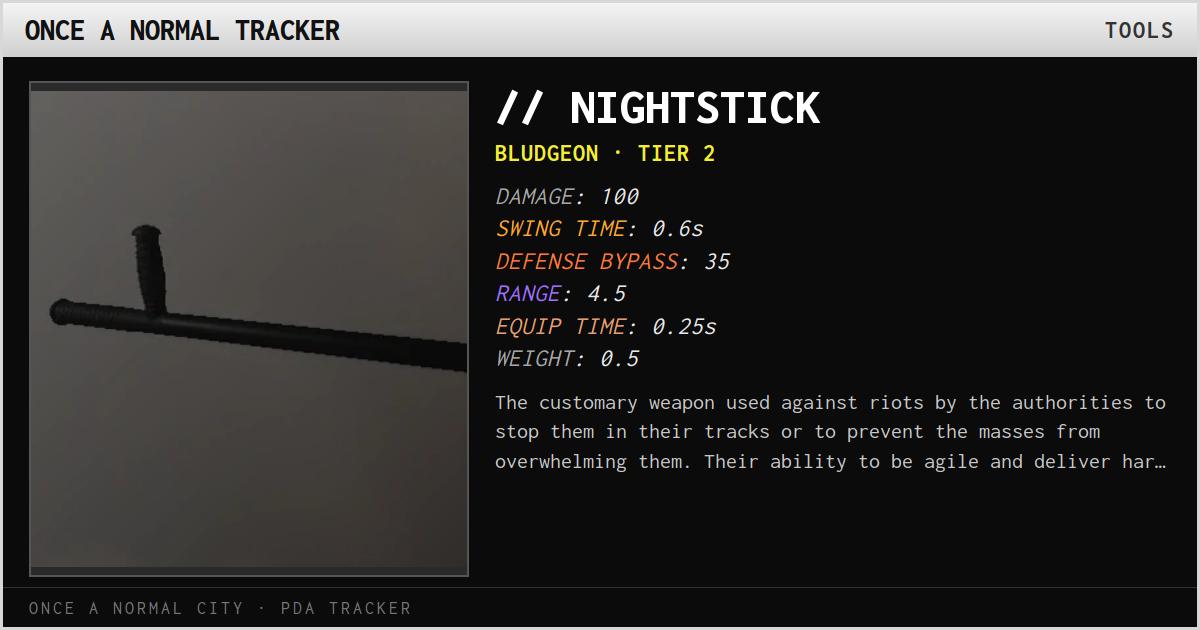 ONCE A NORMAL TRACKER
TOOLS
// NIGHTSTICK
BLUDGEON · TIER 2
DAMAGE: 100
SWING TIME: 0.6s
DEFENSE BYPASS: 35
RANGE: 4.5
EQUIP TIME: 0.25s
WEIGHT: 0.5
The customary weapon used against riots by the authorities to
stop them in their tracks or to prevent the masses from
overwhelming them. Their ability to be agile and deliver har…
ONCE A NORMAL CITY · PDA TRACKER